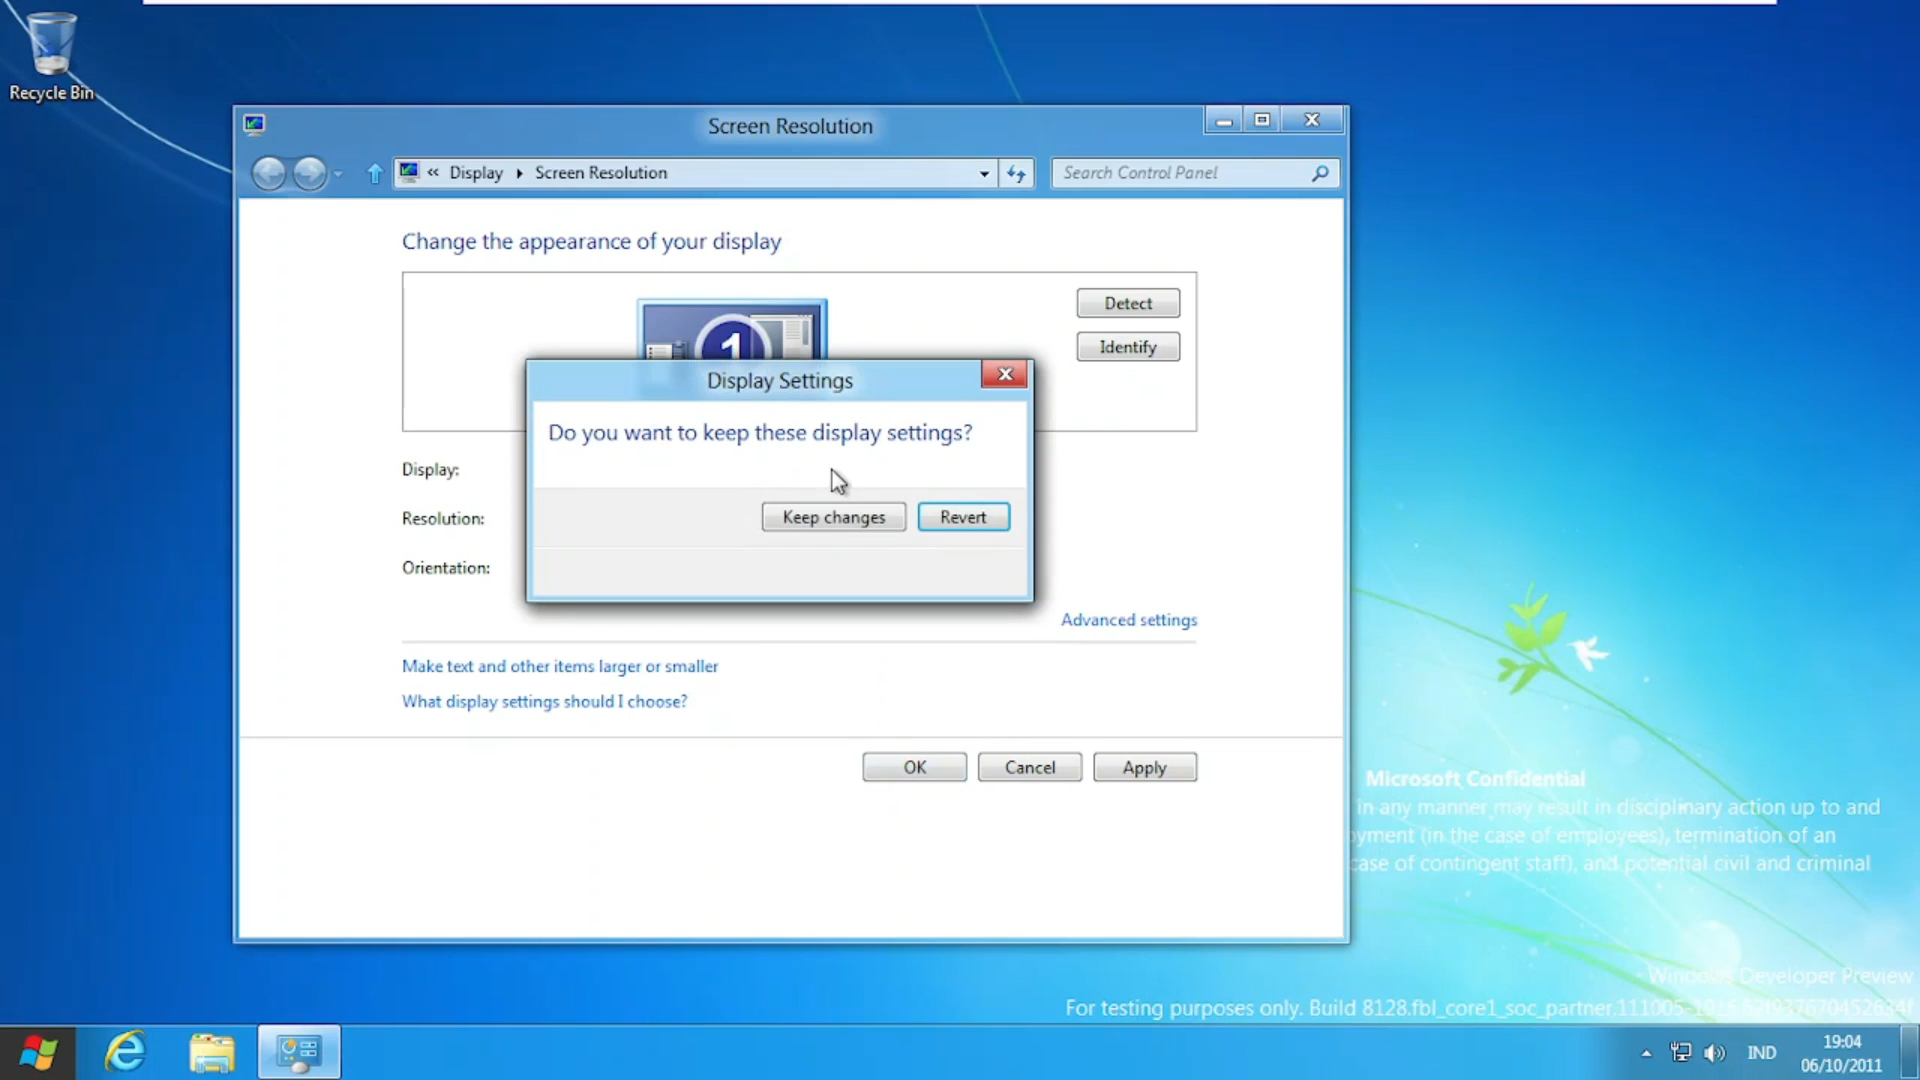 Recycle Bin
Screen Resolution
« Display Screen Resolution
Search Control Panel
Change the appearance of your display
Detect
1
Identify
Display Settings
Do you want to keep these display settings?
Display:
Resolution:
Keep changes Revert
Orientation:
Advanced settings
Make text and other items larger or smaller
What display settings should I choose?
OK Cancel Apply
Microsoft Confidential
in any manner may result in disciplinary action up to and
oyment (in the case of employees), termination of an
case of contingent staff), and potential civil and criminal
Windows Developer Preview
For testing purposes only. Build 8128.fbl_core1_soc_partner.111005-
IND
19:04
06/10/2011